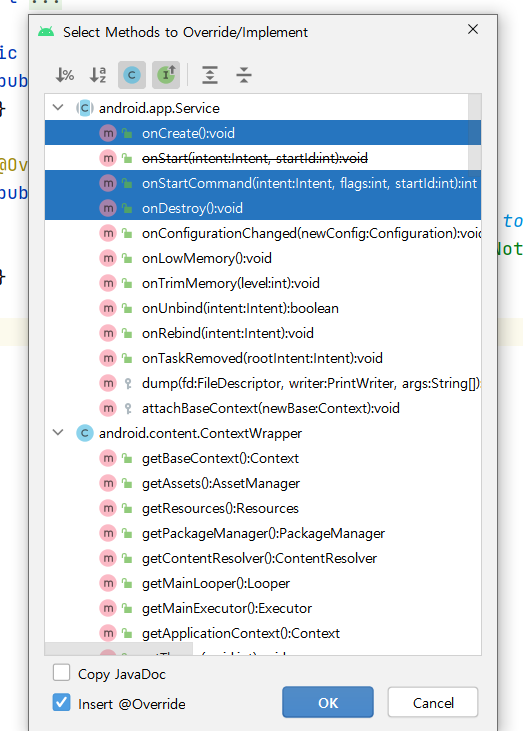 Select Methods to Override/Implement
ic
android.app.Service
pub
onCreate():void
}
onStart(intent:Intent, startId:int):void
@Ov
onStartCommand(intent:Intent, flags:int, startId:int):int
pub
onDestroy():void
to
onConfigurationChanged(newConfig:Configuration):void
Not
onLowMemory():void
onTrimMemory(level:int):void
}
onUnbind(intent:Intent):boolean
onRebind(intent:Intent):void
onTaskRemoved(rootIntent:Intent):void
dump(fd:FileDescriptor, writer:PrintWriter, args:String[]):
attachBaseContext(newBase:Context):void
android.content.ContextWrapper
getBaseContext():Context
getAssets():AssetManager
getResources():Resources
getPackageManager():PackageManager
getContentResolver():ContentResolver
getMainLooper():Looper
getMainExecutor():Executor
getApplicationContext():Context
Copy JavaDoc
Insert @Override
OK
Cancel